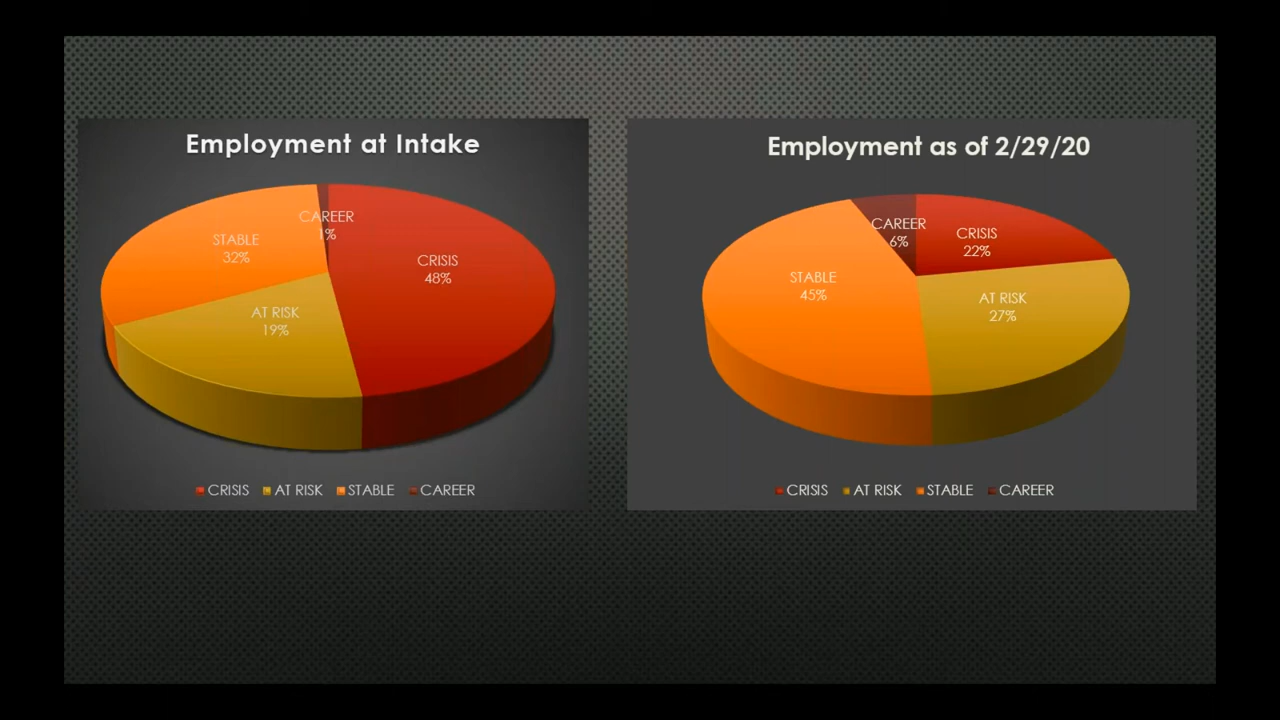 Employment at Intake
CAREER
1%
STABLE
32%
CRISIS
48%
AT RISK
19%
CRISIS AT RISK STABLE CAREER
Employment as of 2/29/20
CAREER
6%
CRISIS
22%
STABLE
45%
AT RISK
27%
CRISIS AT RISK STABLE CAREER